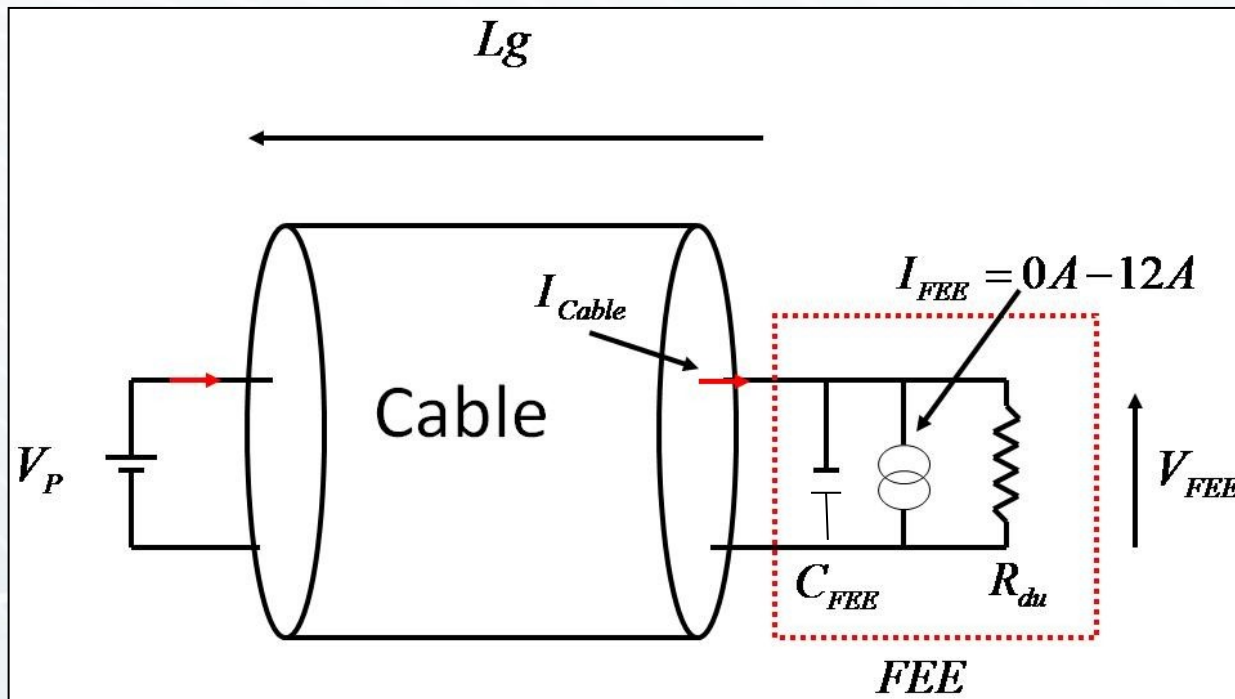 Lg
I_FEE = 0A - 12A
I_Cable
Cable
V_P
V_FEE
C_FEE
R_du
FEE